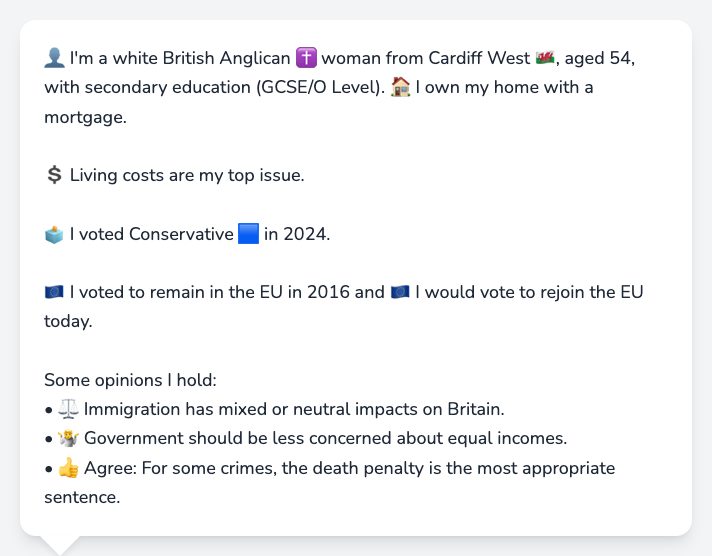 👤 I'm a white British Anglican ✝️ woman from Cardiff West 🏴󠁧󠁢󠁷󠁬󠁳󠁿, aged 54,
with secondary education (GCSE/O Level). 🏠 I own my home with a
mortgage.
💲 Living costs are my top issue.
🗳️ I voted Conservative 🟦 in 2024.
🇪🇺 I voted to remain in the EU in 2016 and 🇪🇺 I would vote to rejoin the EU
today.
Some opinions I hold:
• ⚖️ Immigration has mixed or neutral impacts on Britain.
• 🤷 Government should be less concerned about equal incomes.
• 👍 Agree: For some crimes, the death penalty is the most appropriate
sentence.